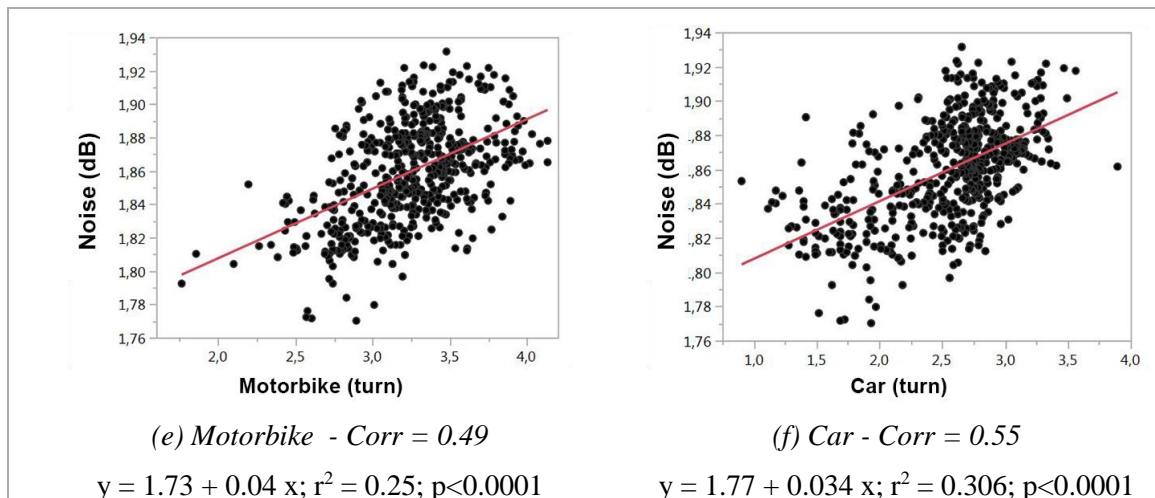 1,94
1,92
1,90
1,88
1,86
1,84
1,82
1,80
1,78
1,76
Noise (dB)
2,0 2,5 3,0 3,5 4,0
Motorbike (turn)
(e) Motorbike - Corr = 0.49
y = 1.73 + 0.04 x; r² = 0.25; p<0.0001
1,94
1,92
1,90
,88
,86
,84
,82
-,80
1,78
1,76
Noise (dB)
1,0 1,5 2,0 2,5 3,0 3,5 4,0
Car (turn)
(f) Car - Corr = 0.55
y = 1.77 + 0.034 x; r² = 0.306; p<0.0001